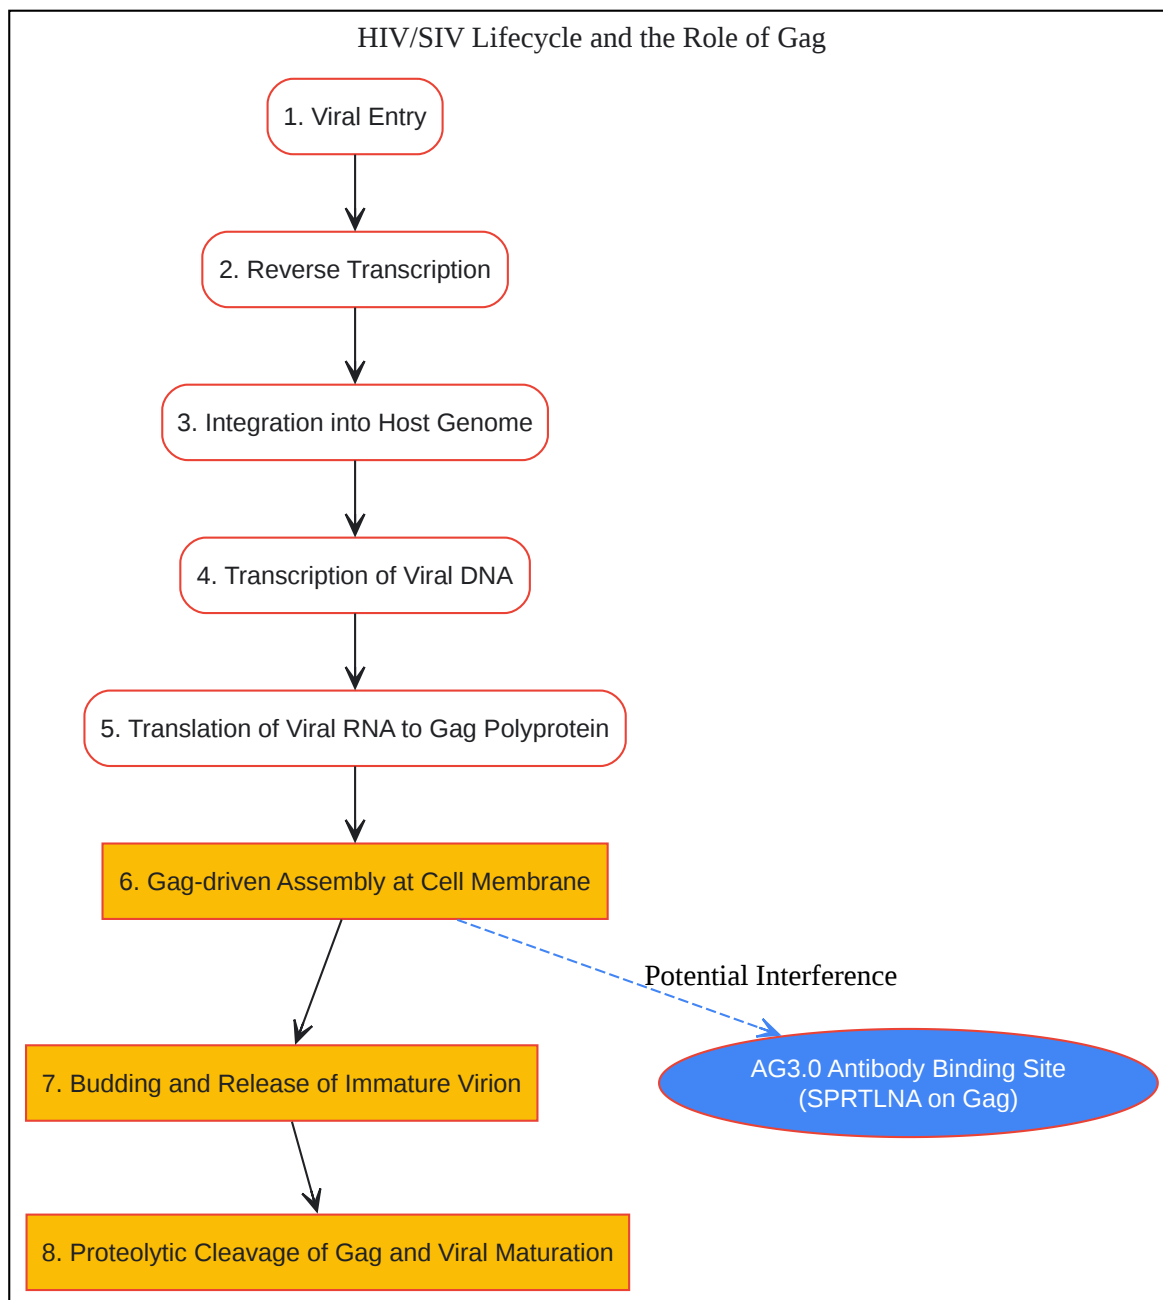 HIV/SIV Lifecycle and the Role of Gag
1. Viral Entry
2. Reverse Transcription
3. Integration into Host Genome
4. Transcription of Viral DNA
5. Translation of Viral RNA to Gag Polyprotein
6. Gag-driven Assembly at Cell Membrane
Potential Interference
7. Budding and Release of Immature Virion
AG3.0 Antibody Binding Site
(SPRTLNA on Gag)
8. Proteolytic Cleavage of Gag and Viral Maturation